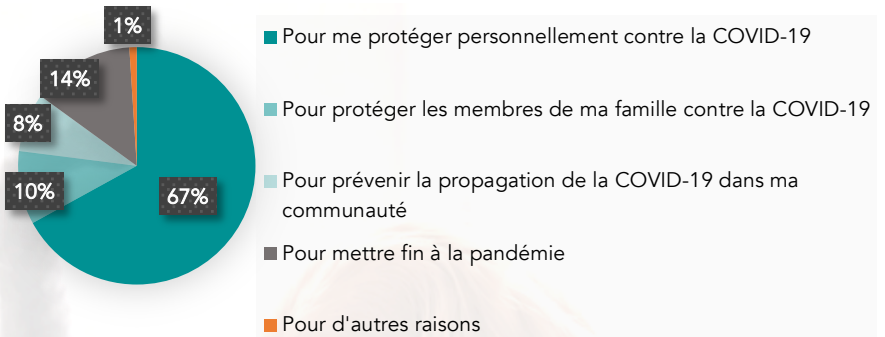 1%
14%
8%
10%
67%
Pour me protéger personnellement contre la COVID-19
Pour protéger les membres de ma famille contre la COVID-19
Pour prévenir la propagation de la COVID-19 dans ma
communauté
Pour mettre fin à la pandémie
Pour d'autres raisons